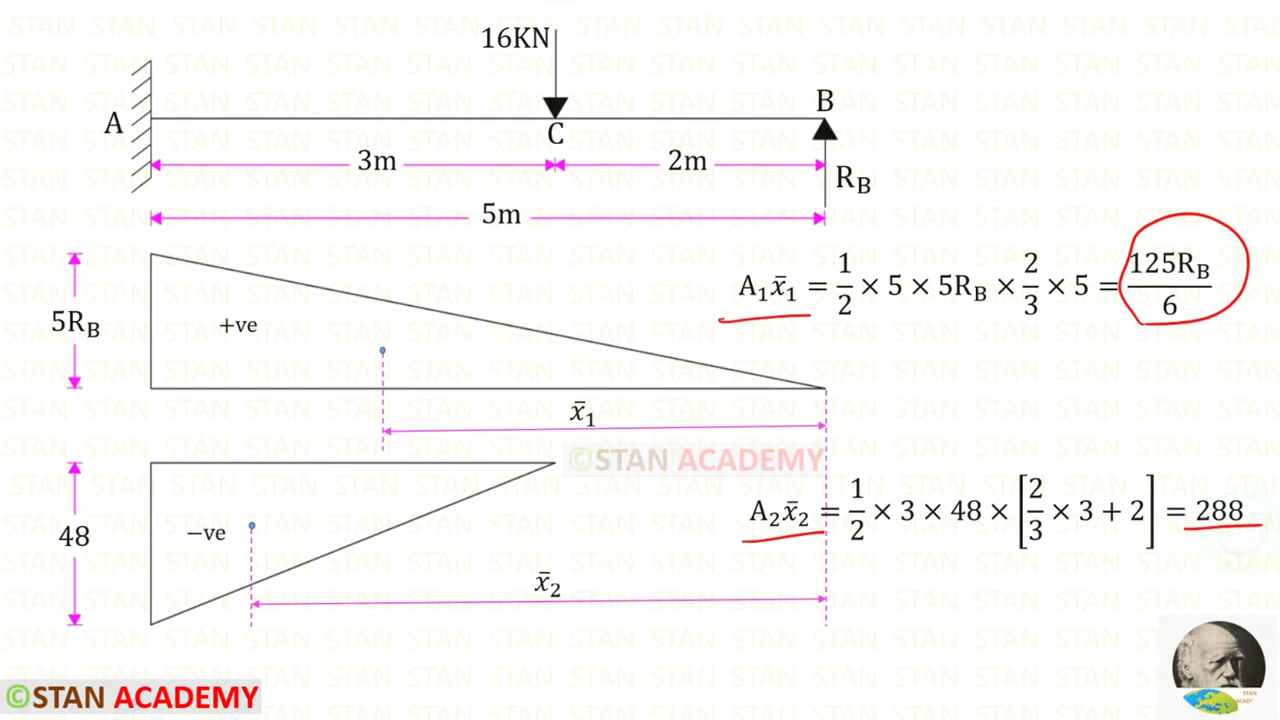 16KN
A
C
B
3m
2m
R_B
5m
5R_B
+ve
A₁x̄₁ = 1/2 × 5 × 5R_B × 2/3 × 5 = 125R_B/6
x̄₁
©STAN ACADEMY
48
−ve
A₂x̄₂ = 1/2 × 3 × 48 × [2/3 × 3 + 2] = 288
x̄₂
©STAN ACADEMY